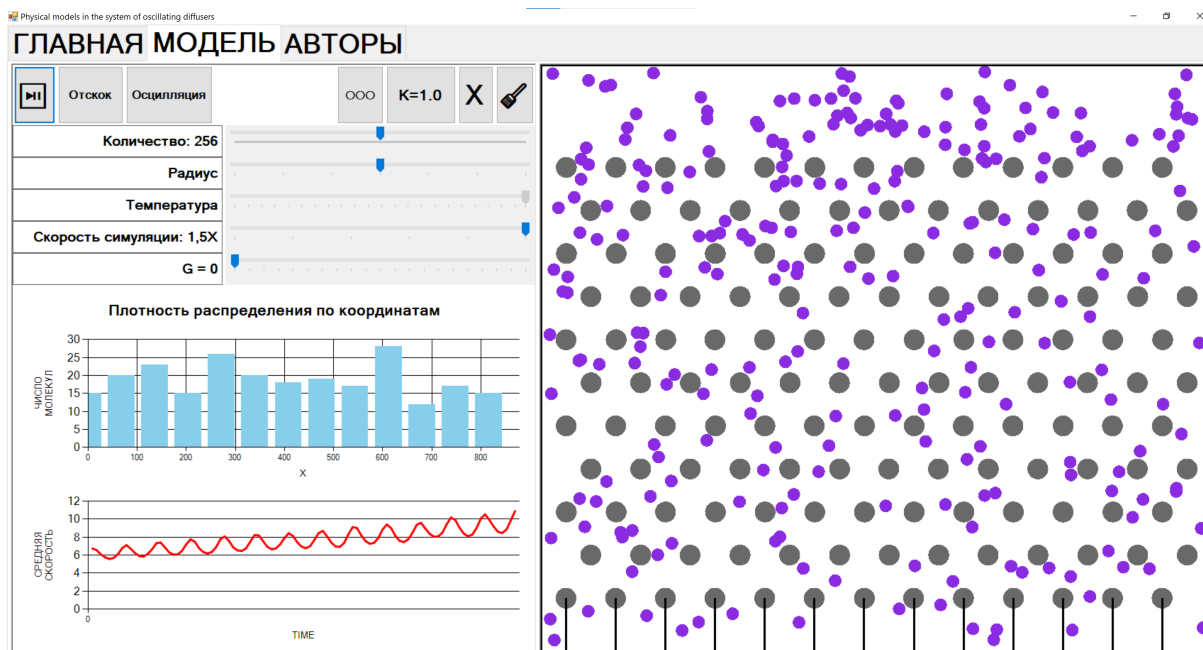 Physical models in the system of oscillating diffusers
ГЛАВНАЯ МОДЕЛЬ АВТОРЫ
Отскок Осцилляция OOO K=1.0 X
Количество: 256
Радиус
Температура
Скорость симуляции: 1,5X
G = 0
Плотность распределения по координатам
ЧИСЛО
МОЛЕКУЛ
30
25
20
15
10
5
0
0 100 200 300 400 500 600 700 800
X
СРЕДНЯЯ
СКОРОСТЬ
12
10
8
6
4
2
0
0
TIME